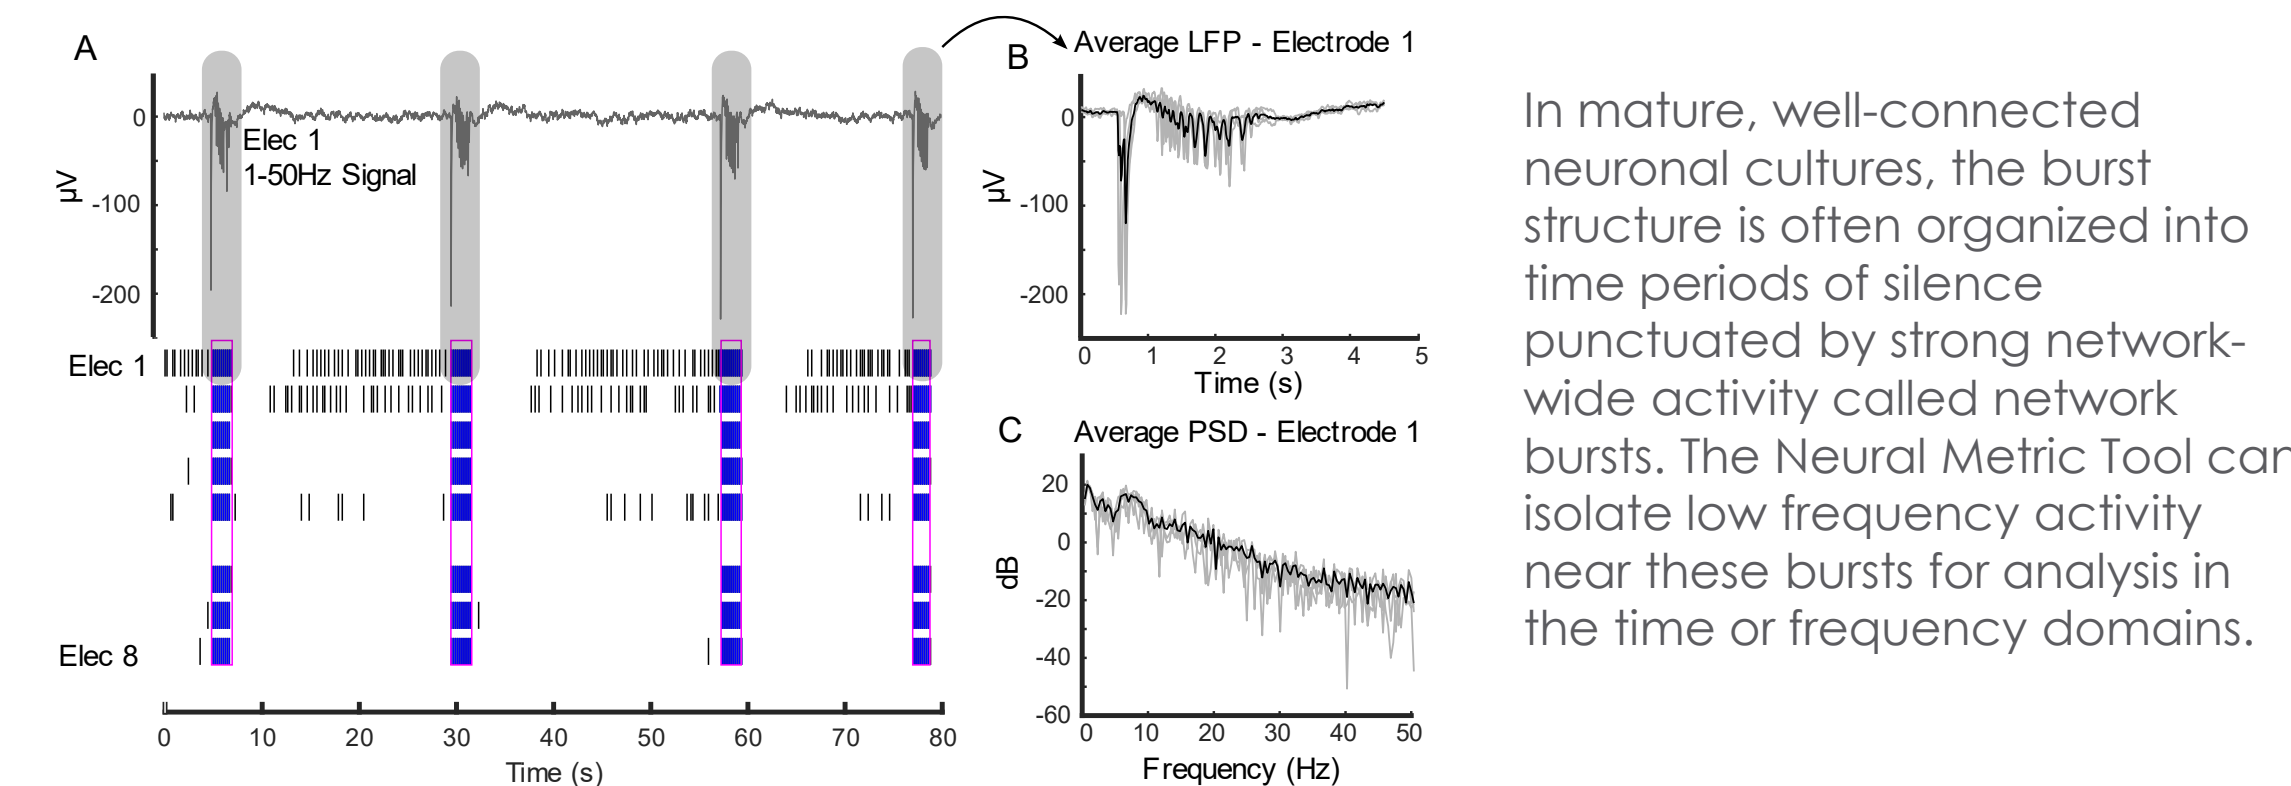 A
0
-100
-200
µV
Elec 1
1-50Hz Signal
Elec 1
Elec 8
0 10 20 30 40 50 60 70 80
Time (s)
B
Average LFP - Electrode 1
0
-100
-200
µV
0 1 2 3 4 5
Time (s)
C
Average PSD - Electrode 1
20
0
-20
-40
-60
dB
0 10 20 30 40 50
Frequency (Hz)
In mature, well-connected
neuronal cultures, the burst
structure is often organized into
time periods of silence
punctuated by strong network-
wide activity called network
bursts. The Neural Metric Tool can
isolate low frequency activity
near these bursts for analysis in
the time or frequency domains.